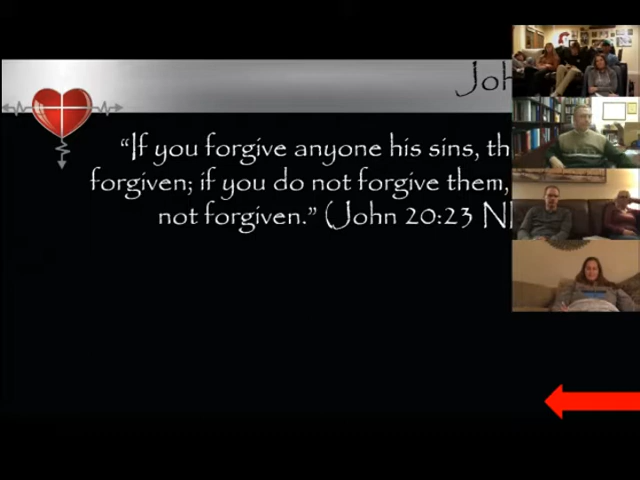 Joh
“If you forgive anyone his sins, th
forgiven; if you do not forgive them,
not forgiven.” (John 20:23 NI